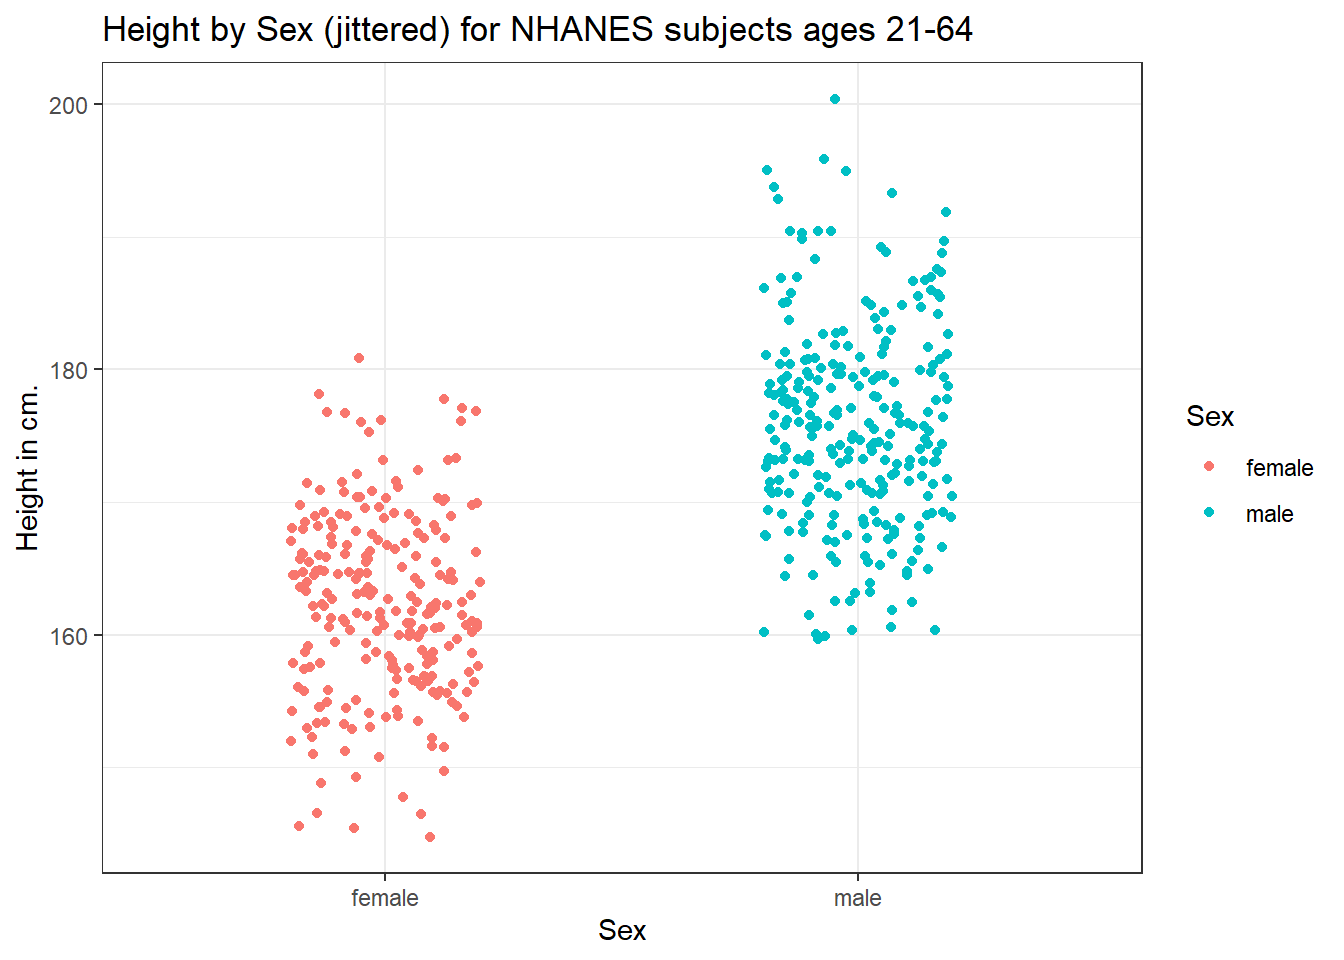 Height by Sex (jittered) for NHANES subjects ages 21-64
200
180
160
Height in cm.
female
male
Sex
Sex
female
male